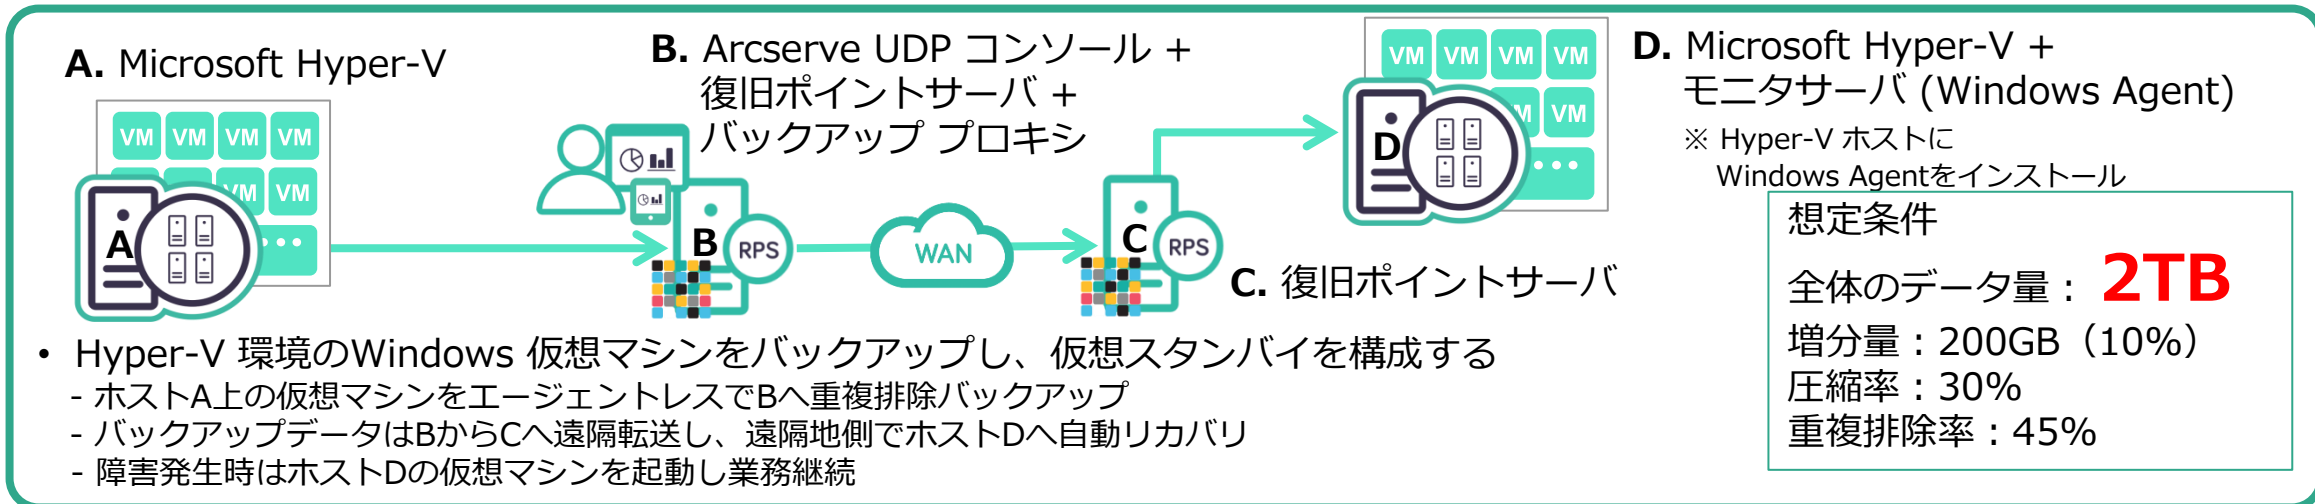 A. Microsoft Hyper-V
VM VM VM VM
VM VM
...
A
B. Arcserve UDP コンソール +
復旧ポイントサーバ +
バックアップ プロキシ
B
RPS
WAN
C
RPS
C. 復旧ポイントサーバ
VM VM VM VM
VM VM
...
D
D. Microsoft Hyper-V +
モニタサーバ (Windows Agent)
※ Hyper-V ホストに
Windows Agentをインストール
想定条件
全体のデータ量： 2TB
増分量：200GB（10%）
圧縮率：30%
重複排除率：45%
• Hyper-V 環境のWindows 仮想マシンをバックアップし、仮想スタンバイを構成する
- ホストA上の仮想マシンをエージェントレスでBへ重複排除バックアップ
- バックアップデータはBからCへ遠隔転送し、遠隔地側でホストDへ自動リカバリ
- 障害発生時はホストDの仮想マシンを起動し業務継続